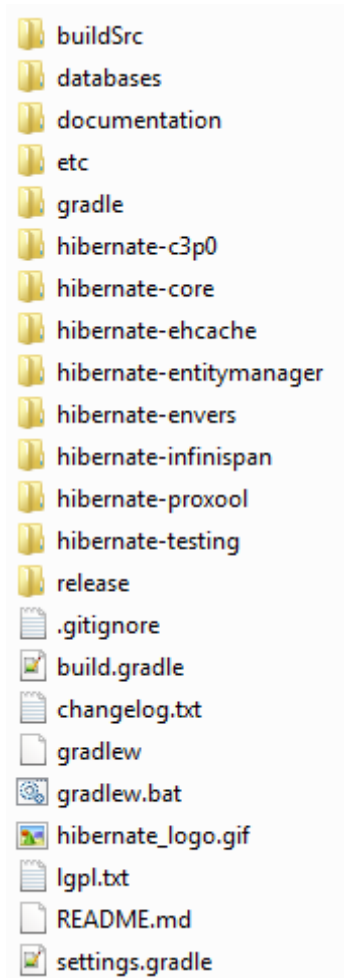 buildSrc
databases
documentation
etc
gradle
hibernate-c3p0
hibernate-core
hibernate-ehcache
hibernate-entitymanager
hibernate-envers
hibernate-infinispan
hibernate-proxool
hibernate-testing
release
.gitignore
build.gradle
changelog.txt
gradlew
gradlew.bat
hibernate_logo.gif
lgpl.txt
README.md
settings.gradle